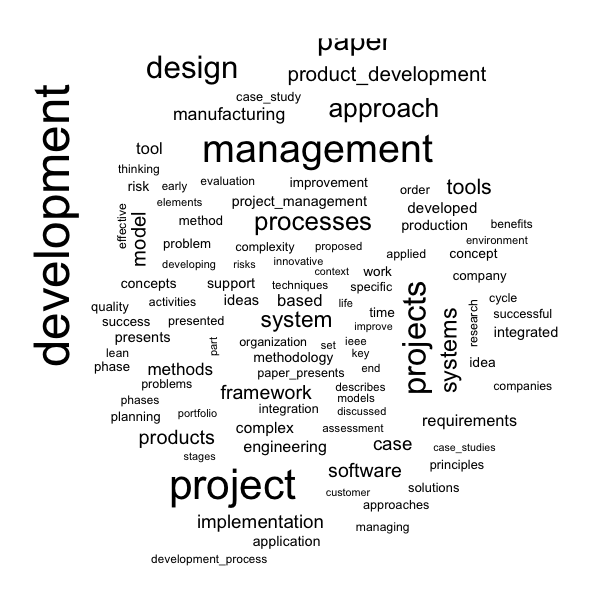 paper
design
product_development
case_study
manufacturing
approach
management
development
tool
thinking
risk
early
evaluation
improvement
order
tools
elements
project_management
developed
effective
model
method
processes
production
benefits
problem
complexity
proposed
applied
environment
concept
developing
risks
innovative
context
work
company
concepts
support
techniques
specific
projects
systems
quality
activities
ideas
based
life
time
cycle
research
successful
success
presented
system
improve
integrated
presents
part
organization
set
ieee
lean
methodology
key
idea
phase
methods
paper_presents
end
problems
framework
describes
companies
phases
models
planning
portfolio
integration
discussed
complex
assessment
requirements
products
engineering
case
case_studies
stages
software
principles
project
customer
solutions
approaches
implementation
managing
application
development_process